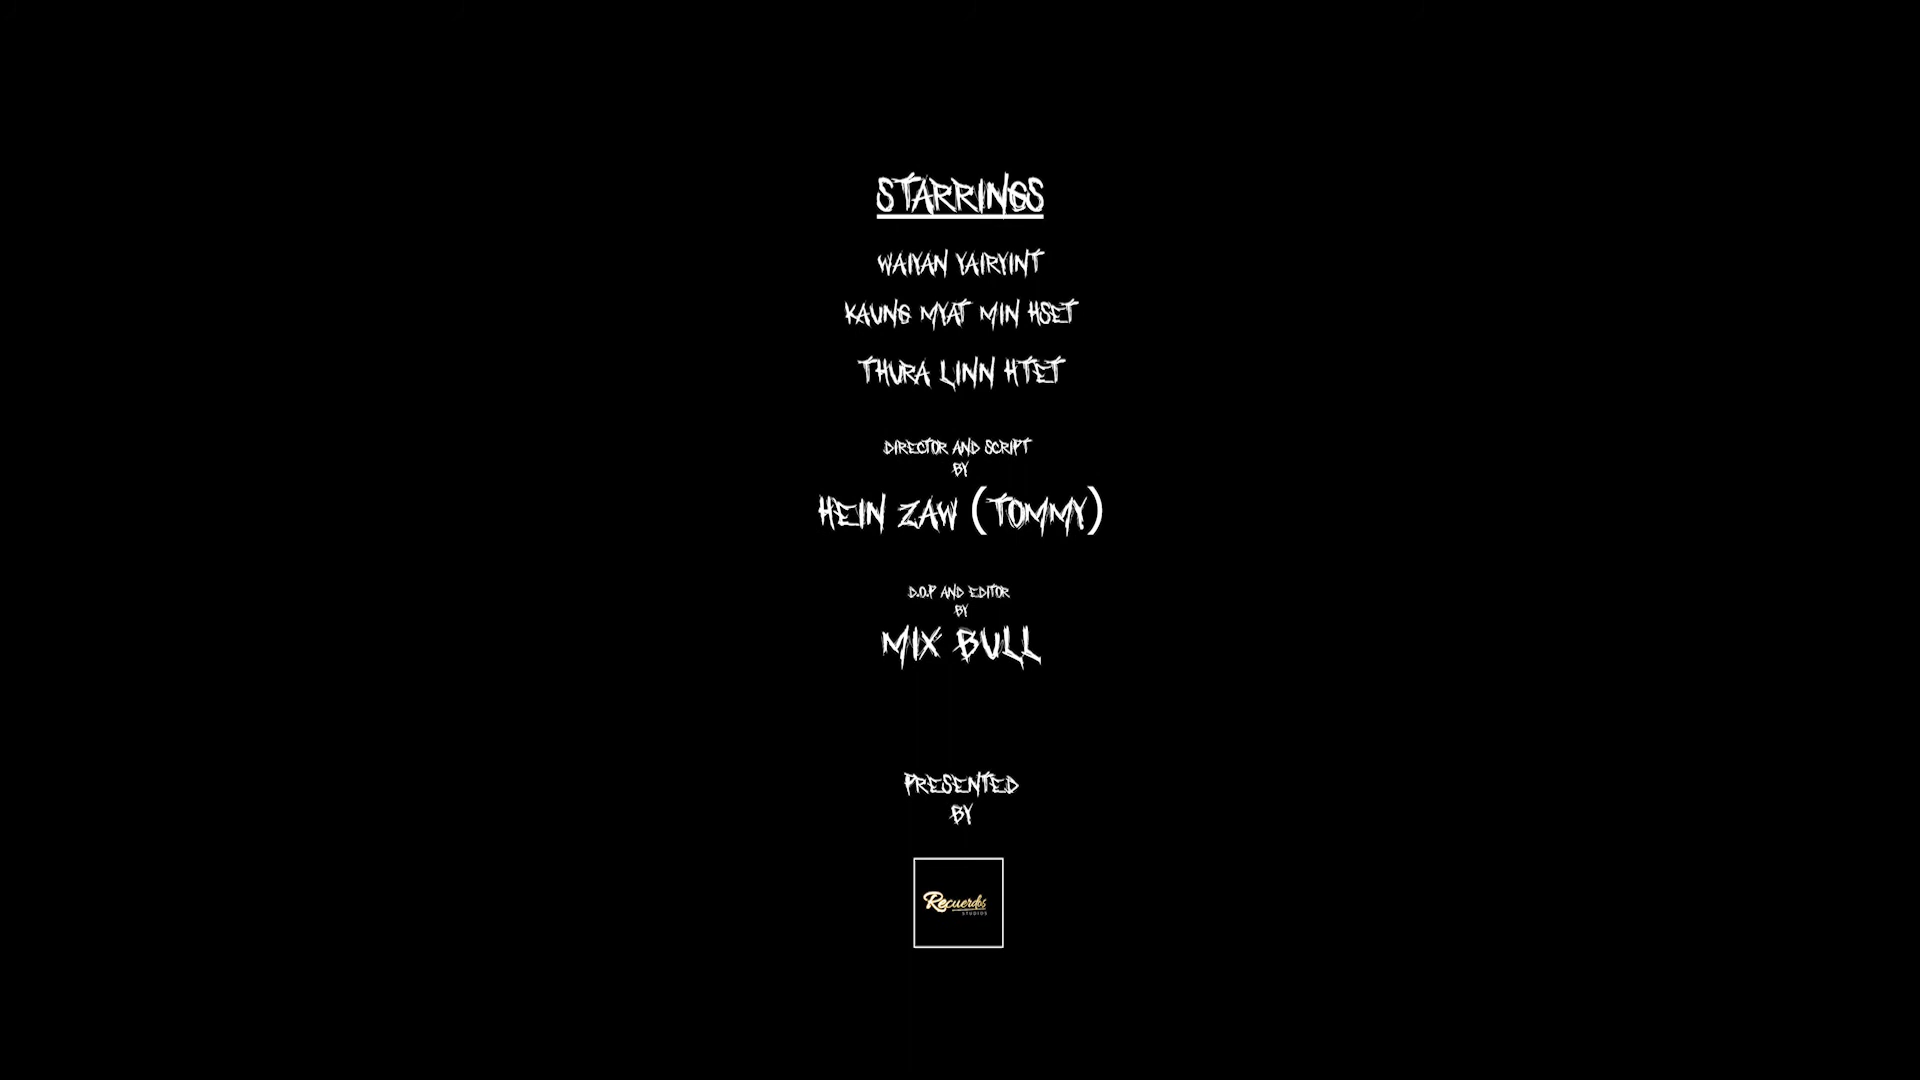 STARRINGS
WAIYAN YAIRYINT
KAUNG MYAT MIN HSET
THURA LINN HTET
DIRECTOR AND SCRIPT
BY
HEIN ZAW (TOMMY)
D.O.P AND EDITOR
BY
MIX BULL
PRESENTED
BY
Recuerdos
STUDIOS